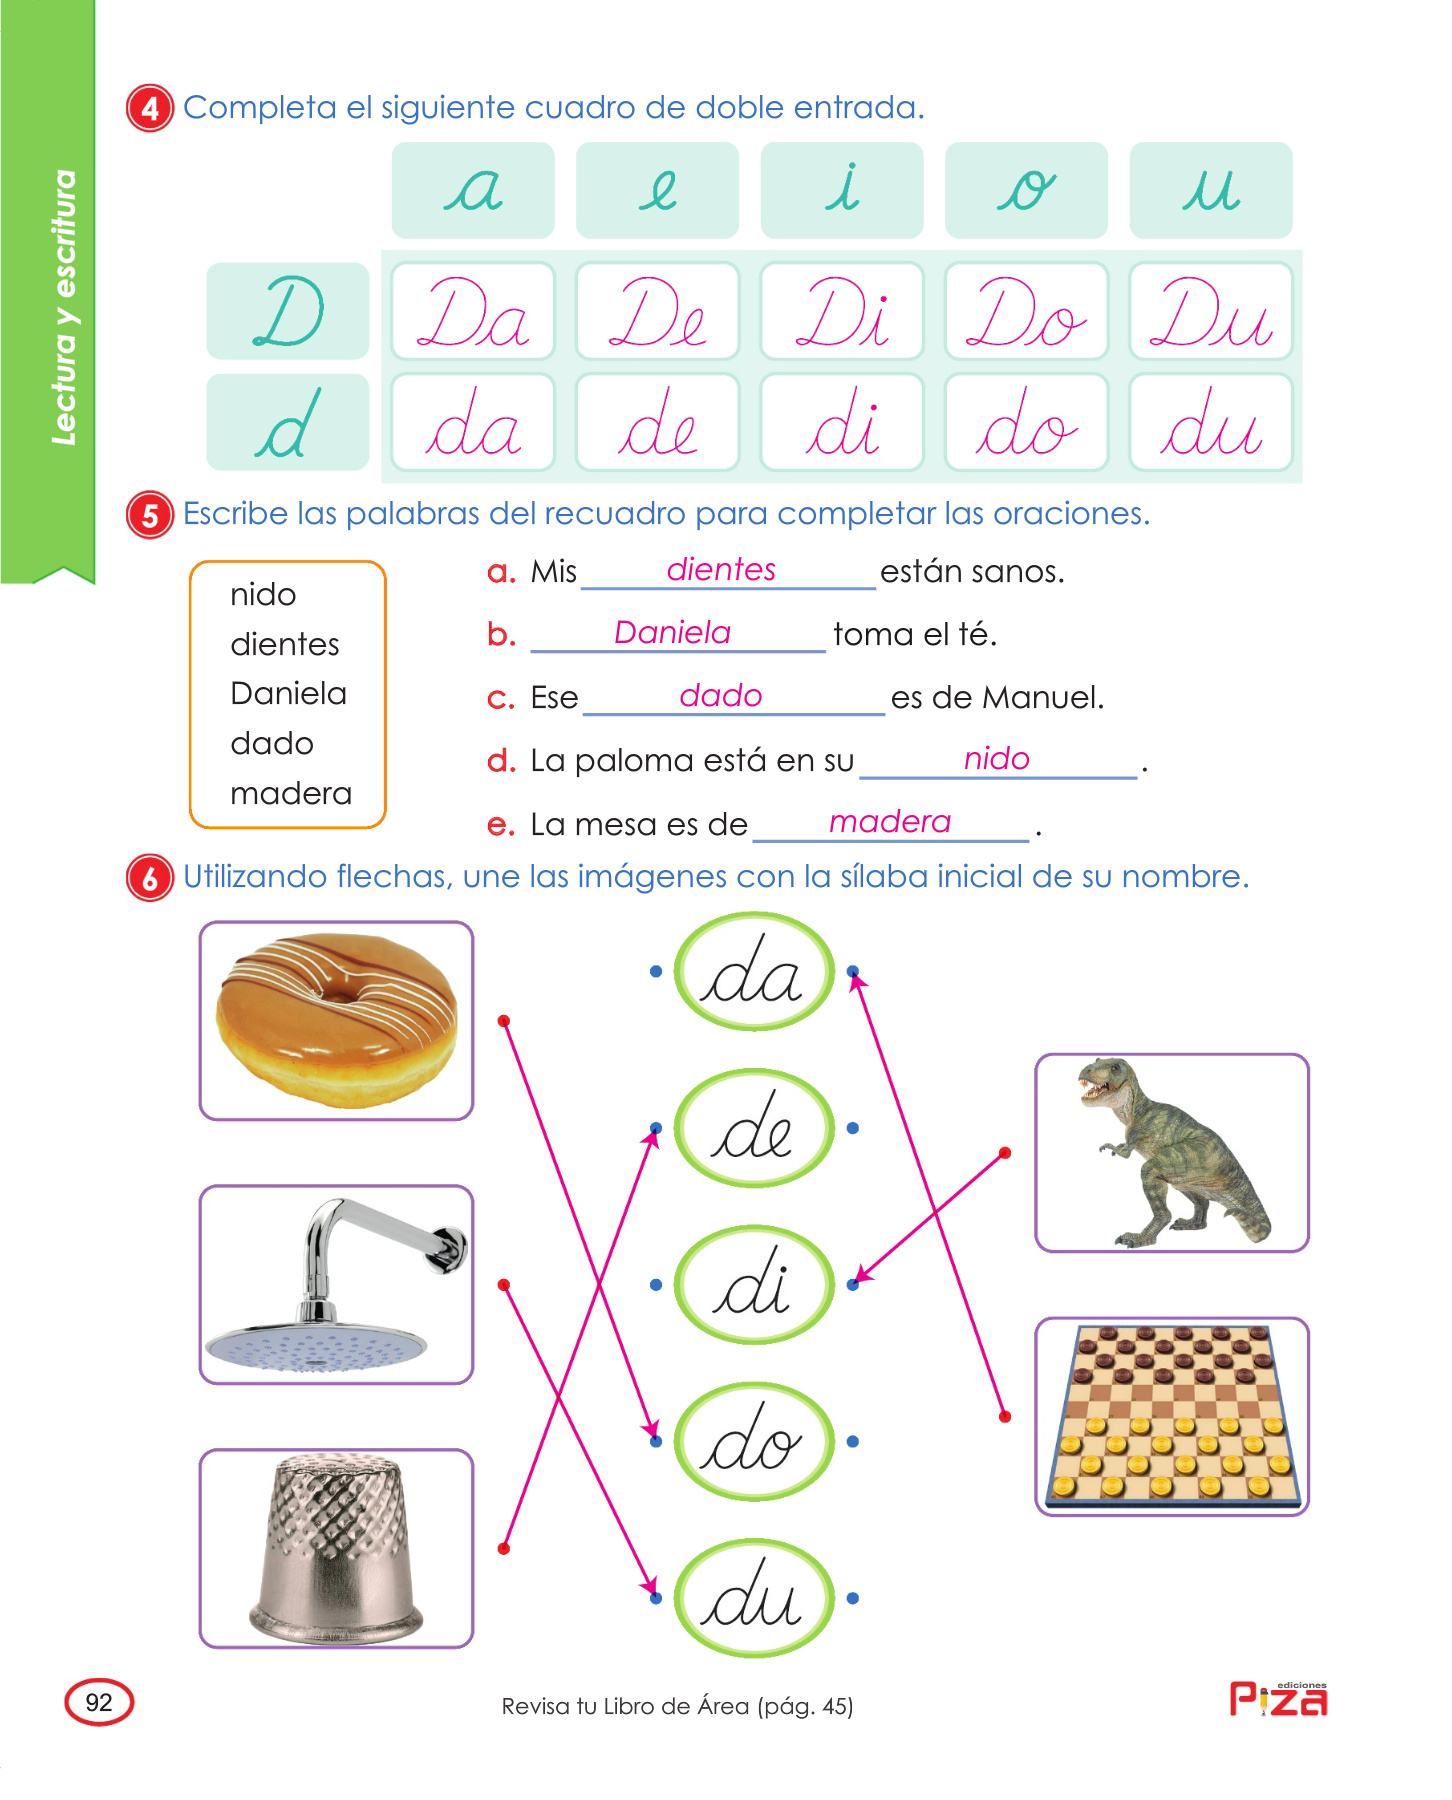 Lectura y escritura
4 Completa el siguiente cuadro de doble entrada.
a e i o u
D Da De Di Do Du
d da de di do du
5 Escribe las palabras del recuadro para completar las oraciones.
nido
dientes
Daniela
dado
madera
a. Mis dientes están sanos.
b. Daniela toma el té.
c. Ese dado es de Manuel.
d. La paloma está en su nido.
e. La mesa es de madera.
6 Utilizando flechas, une las imágenes con la sílaba inicial de su nombre.
da
de
di
do
du
92
Revisa tu Libro de Área (pág. 45)
ediciones
Piza